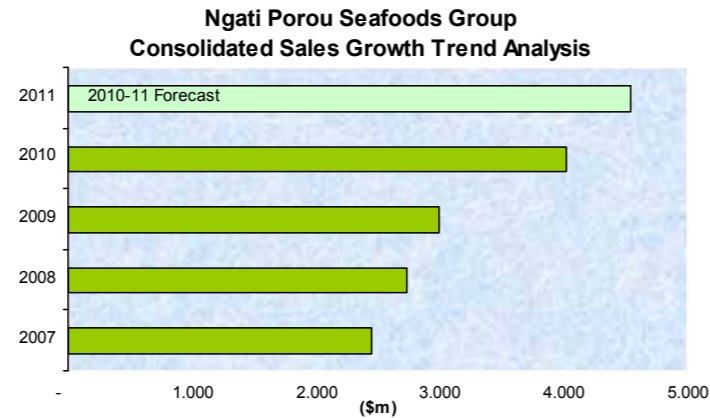 Ngati Porou Seafoods Group
Consolidated Sales Growth Trend Analysis
2011
2010-11 Forecast
2010
2009
2008
2007
- 1.000 2.000 3.000 4.000 5.000
($m)